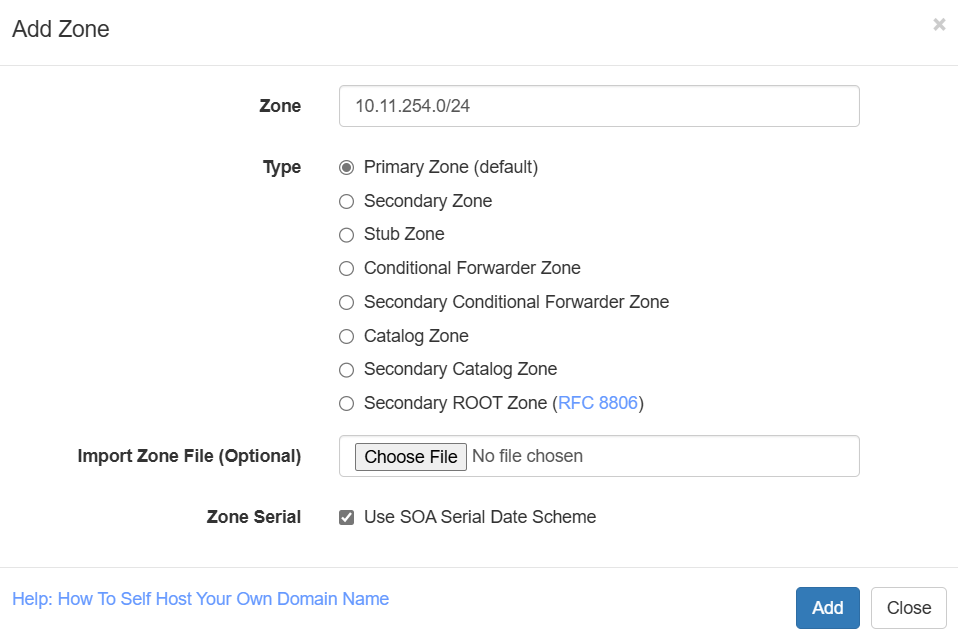 Add Zone ×
Zone 10.11.254.0/24
Type Primary Zone (default)
Secondary Zone
Stub Zone
Conditional Forwarder Zone
Secondary Conditional Forwarder Zone
Catalog Zone
Secondary Catalog Zone
Secondary ROOT Zone (RFC 8806)
Import Zone File (Optional) Choose File No file chosen
Zone Serial Use SOA Serial Date Scheme
Help: How To Self Host Your Own Domain Name Add Close